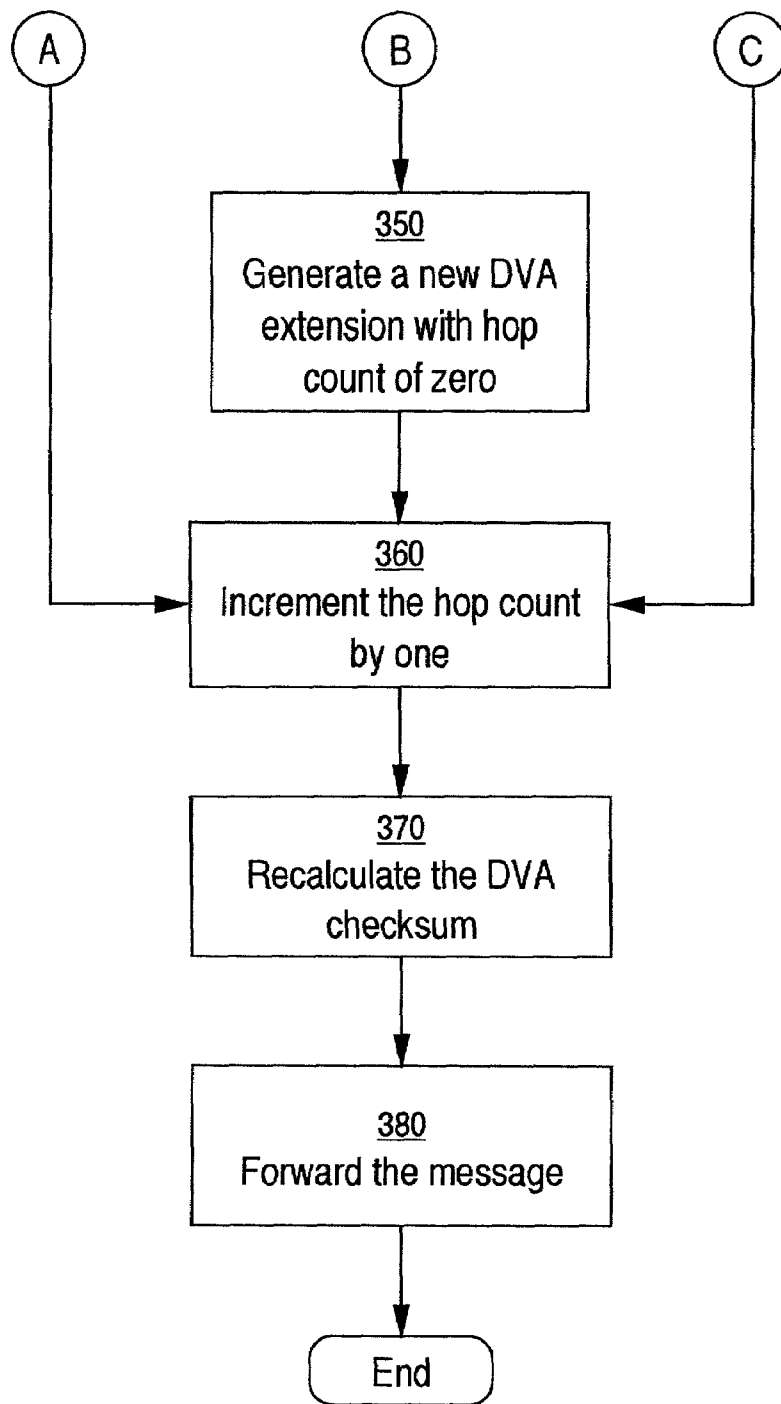 A
B
C
350
Generate a new DVA
extension with hop
count of zero
360
Increment the hop count
by one
370
Recalculate the DVA
checksum
380
Forward the message
End